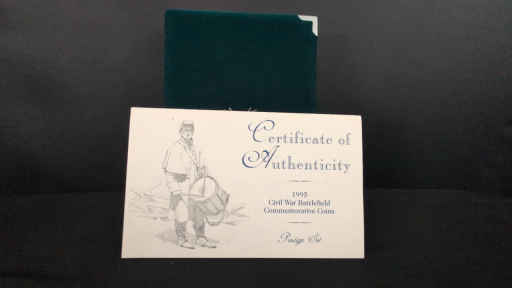 Certificate of
Authenticity
1995
Civil War Battlefield
Commemorative Coins
Prestige Set